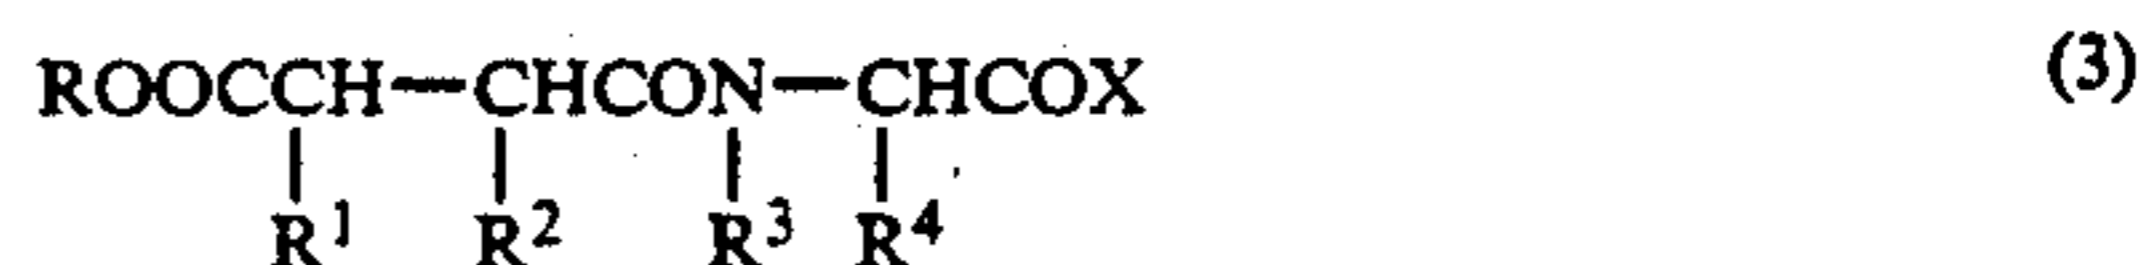 ROOCCH—CHCON—CHCOX (3)
R¹ R² R³ R⁴